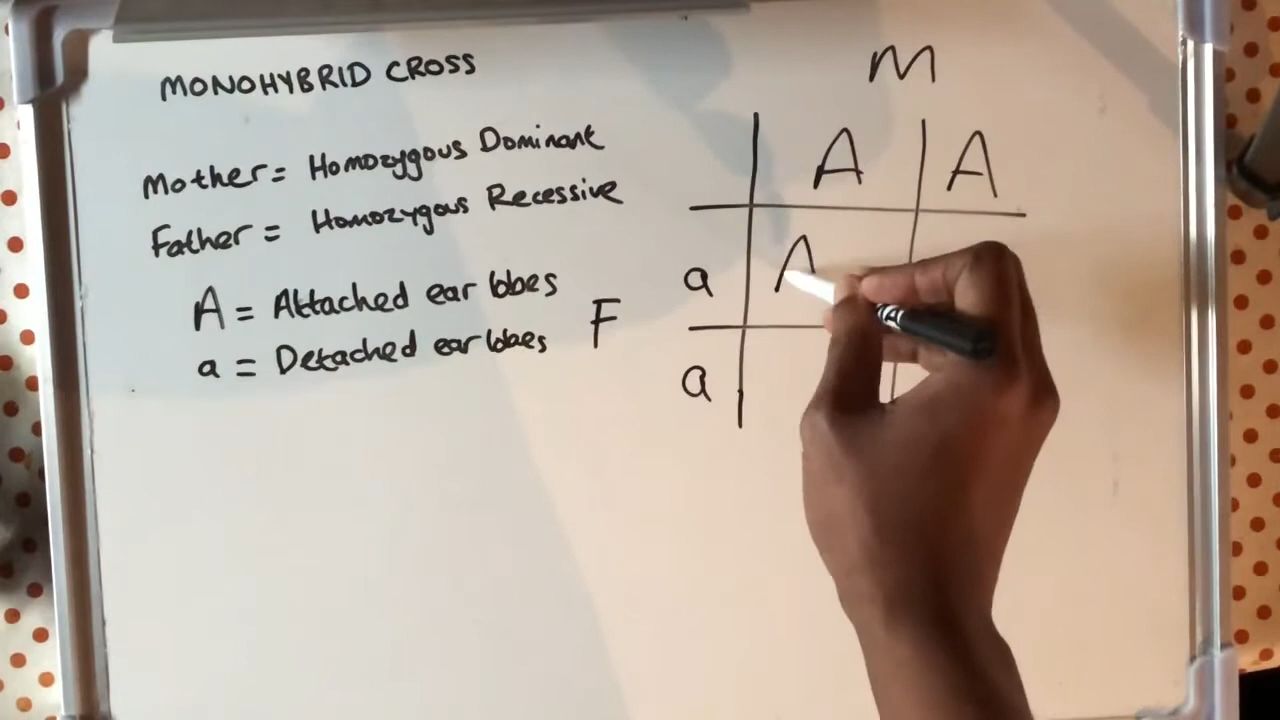 MONOHYBRID CROSS
Mother = Homozygous Dominant
Father = Homozygous Recessive
A = Attached ear lobes
a = Detached ear lobes
F
M
A A
a A
a